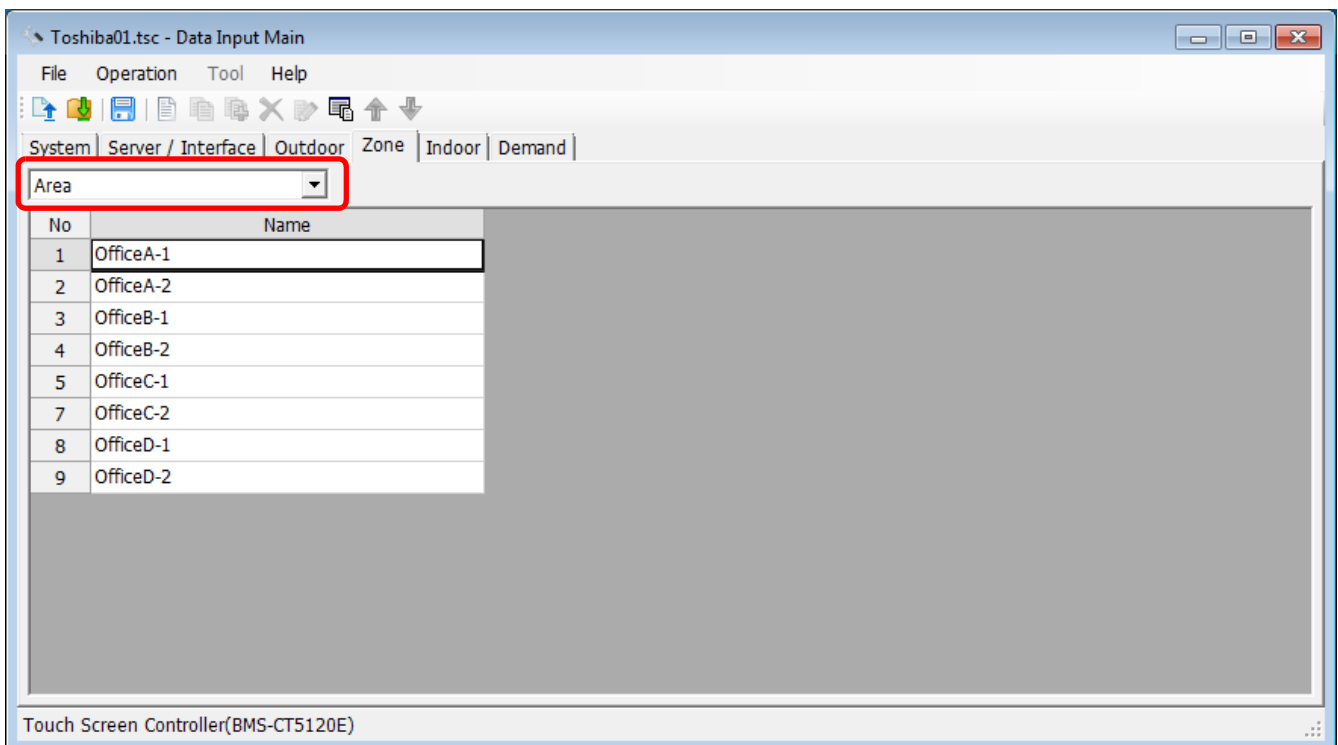 Toshiba01.tsc - Data Input Main
File Operation Tool Help
System Server / Interface Outdoor Zone Indoor Demand
Area
No Name
1 OfficeA-1
2 OfficeA-2
3 OfficeB-1
4 OfficeB-2
5 OfficeC-1
7 OfficeC-2
8 OfficeD-1
9 OfficeD-2
Touch Screen Controller(BMS-CT5120E)